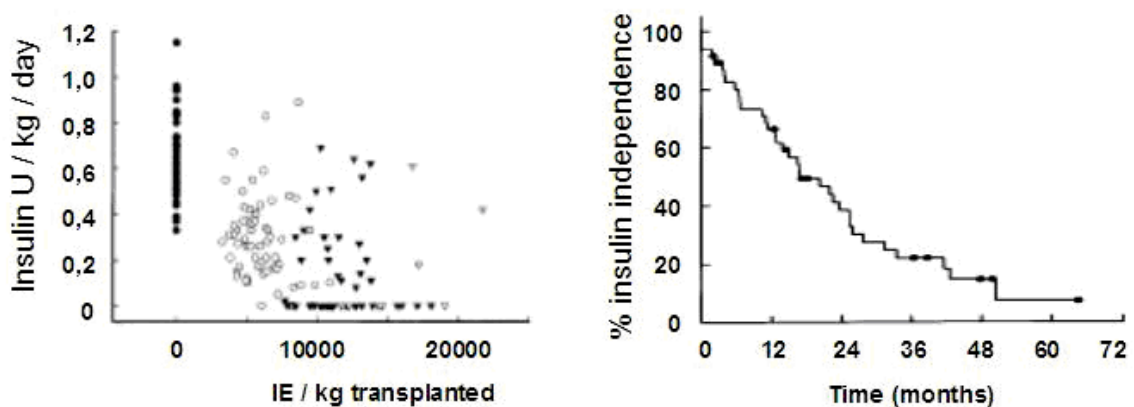 Insulin U / kg / day
1,2
1,0
0,8
0,6
0,4
0,2
0
0 10000 20000
IE / kg transplanted
% insulin independence
100
80
60
40
20
0
0 12 24 36 48 60 72
Time (months)